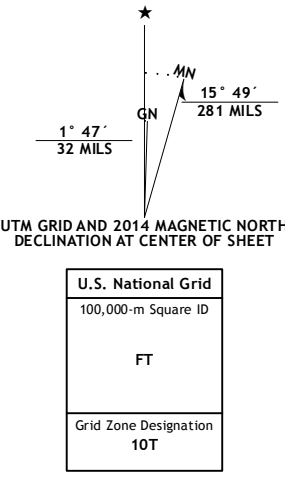 ★
MN
GN
15° 49´
281 MILS
1° 47´
32 MILS
UTM GRID AND 2014 MAGNETIC NORTH
DECLINATION AT CENTER OF SHEET
U.S. National Grid
100,000-m Square ID
FT
Grid Zone Designation
10T